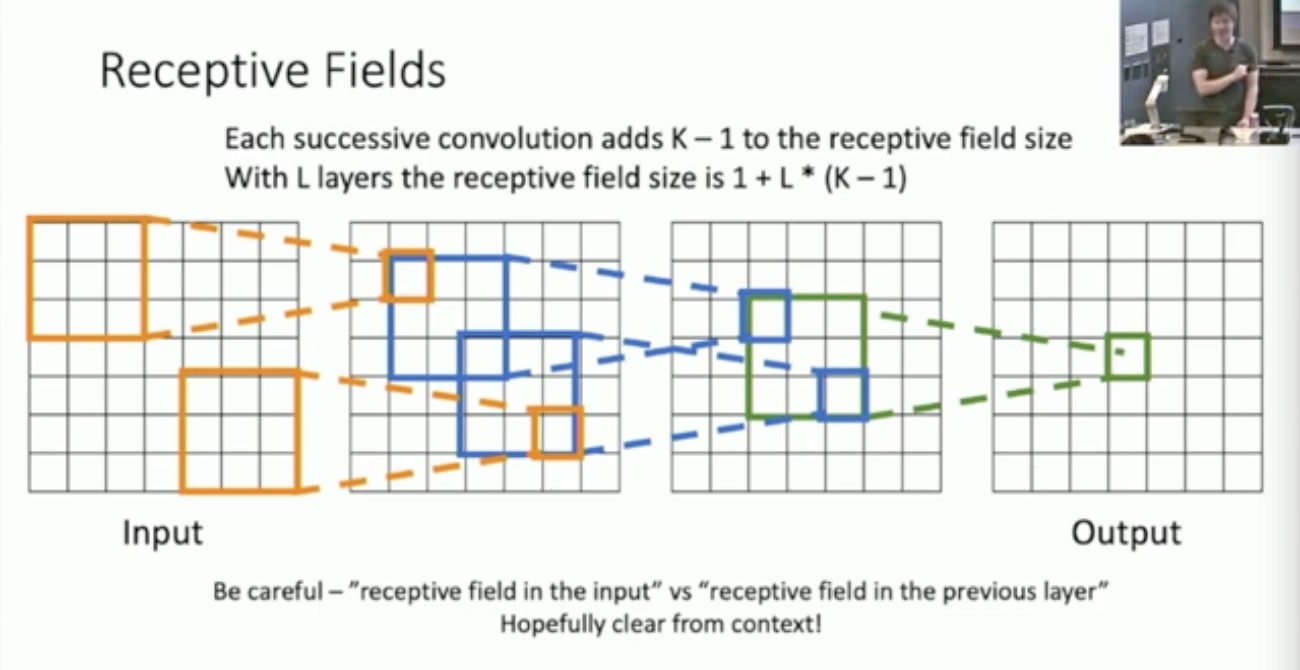 Receptive Fields
Each successive convolution adds K – 1 to the receptive field size
With L layers the receptive field size is 1 + L * (K – 1)
Input
Output
Be careful – ”receptive field in the input” vs “receptive field in the previous layer”
Hopefully clear from context!